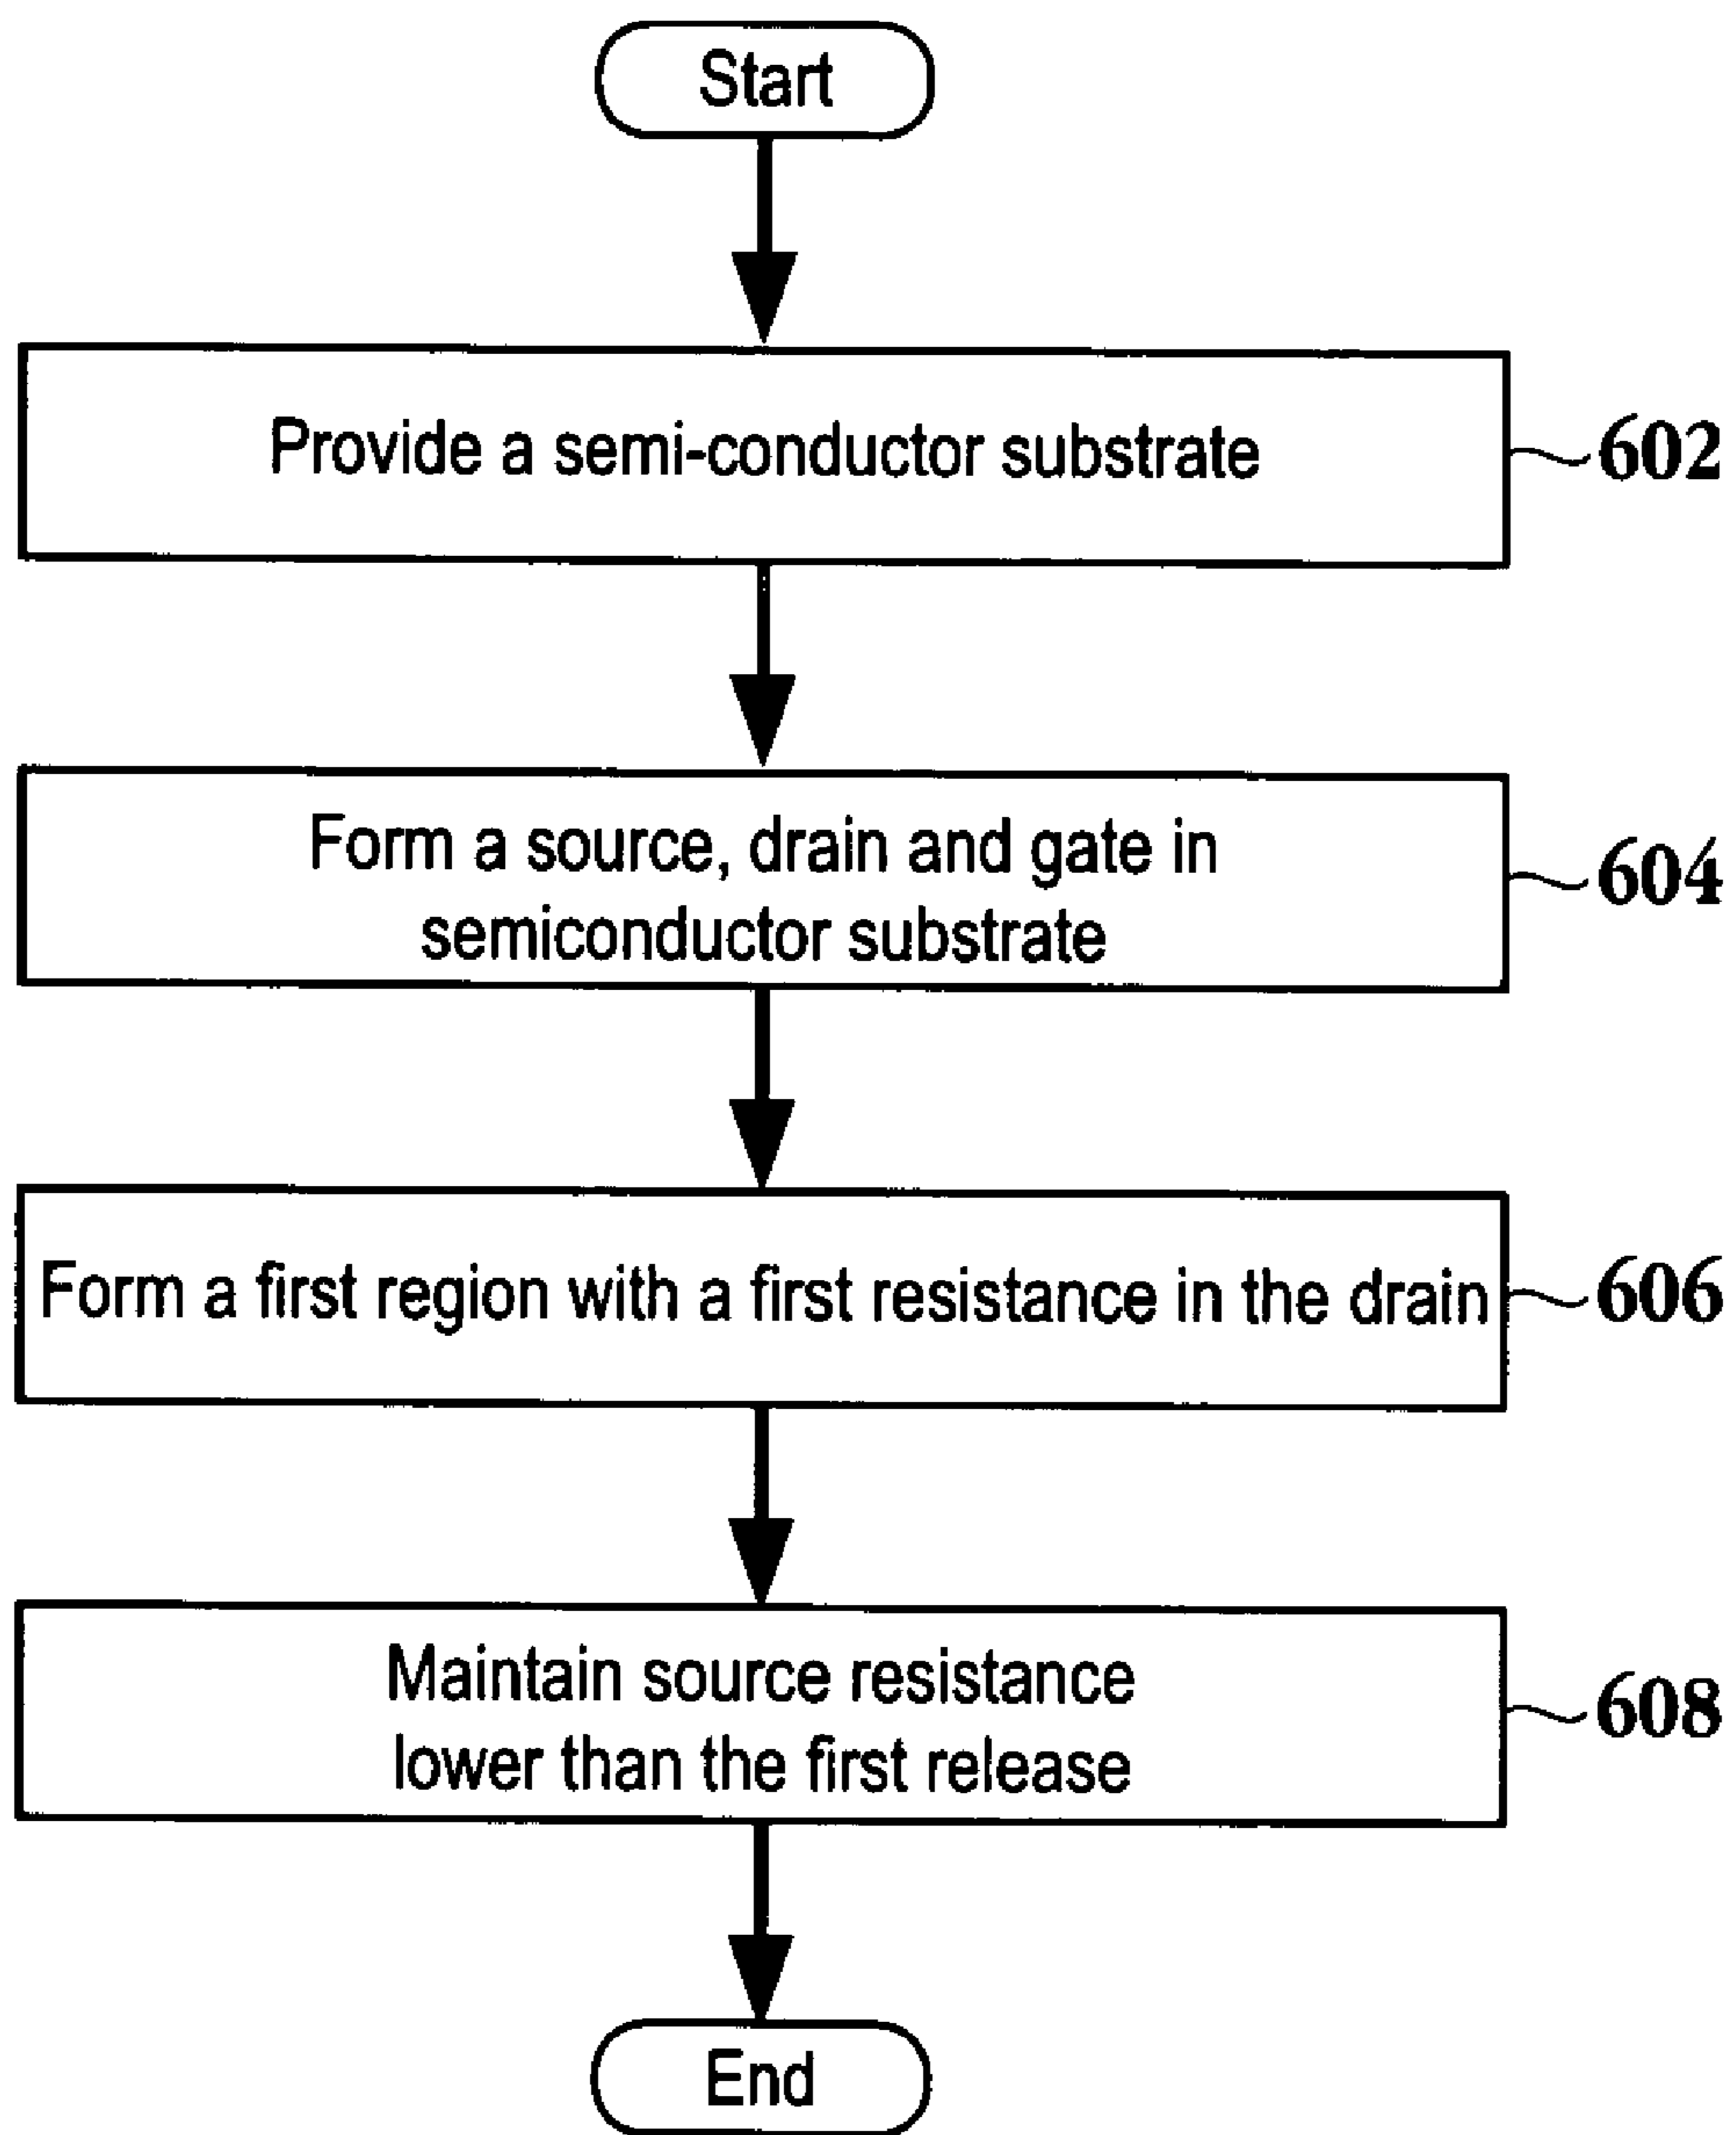 Start
Provide a semi-conductor substrate
602
Form a source, drain and gate in
semiconductor substrate
604
Form a first region with a first resistance in the drain
606
Maintain source resistance
lower than the first release
608
End